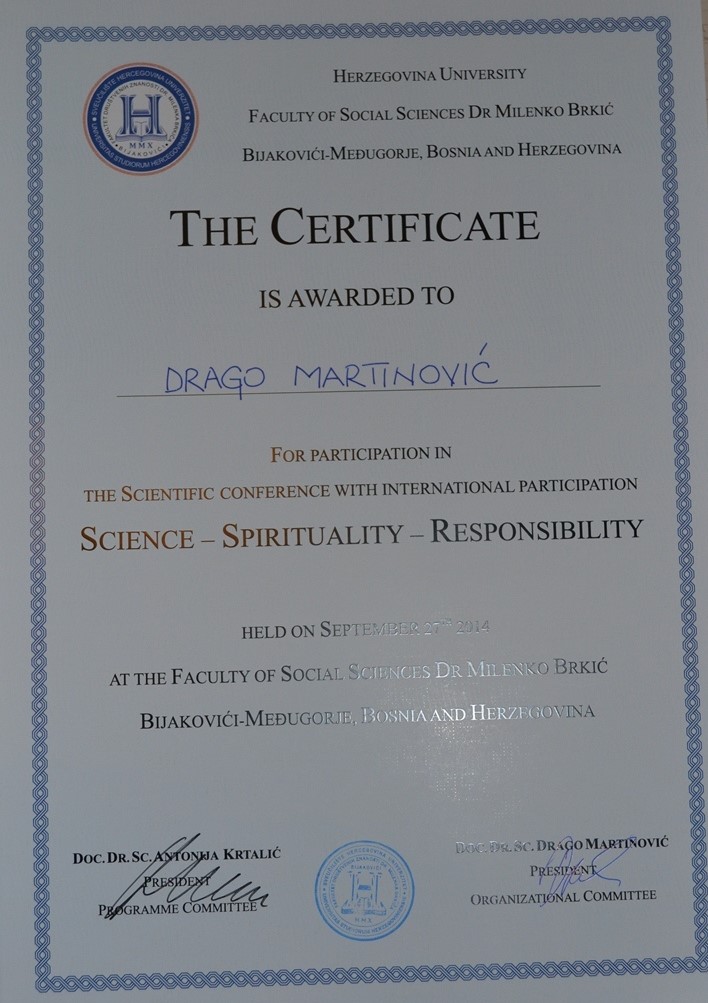 HERZEGOVINA UNIVERSITY
FACULTY OF SOCIAL SCIENCES DR MILENKO BRKIĆ
BIJAKOVIĆI-MEĐUGORJE, BOSNIA AND HERZEGOVINA
H
MMX
BIJAKOVIĆI
THE CERTIFICATE
IS AWARDED TO
DRAGO MARTINOVIĆ
FOR PARTICIPATION IN
THE SCIENTIFIC CONFERENCE WITH INTERNATIONAL PARTICIPATION
SCIENCE – SPIRITUALITY – RESPONSIBILITY
HELD ON SEPTEMBER 27TH 2014
AT THE FACULTY OF SOCIAL SCIENCES DR MILENKO BRKIĆ
BIJAKOVIĆI-MEĐUGORJE, BOSNIA AND HERZEGOVINA
DOC. DR. SC. ANTONIJA KRTALIĆ
PRESIDENT
PROGRAMME COMMITTEE
DOC. DR. SC. DRAGO MARTINOVIĆ
PRESIDENT
ORGANIZATIONAL COMMITTEE